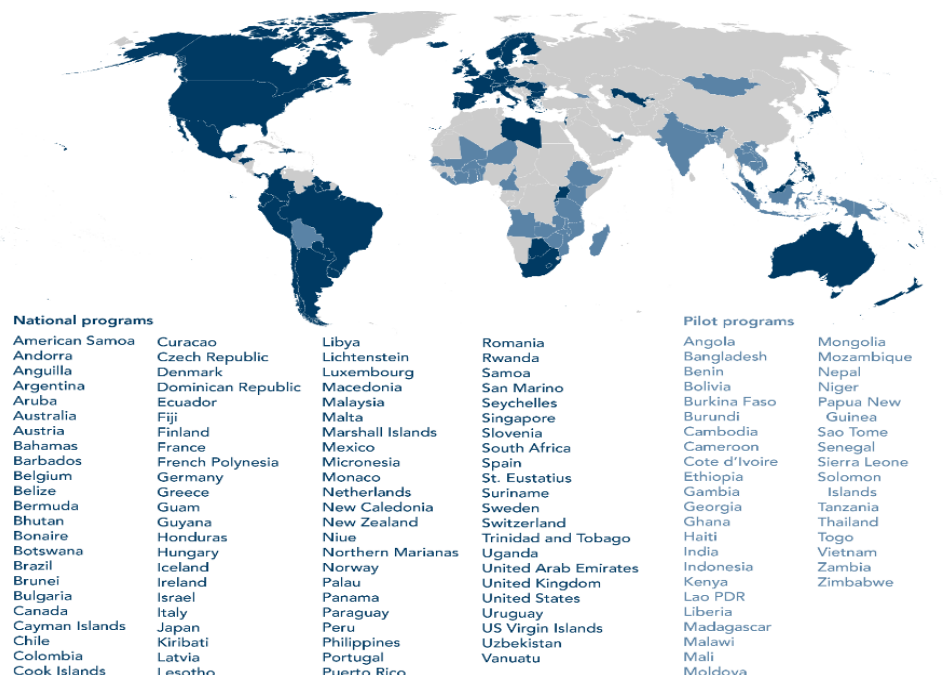 National programs
American Samoa
Andorra
Anguilla
Argentina
Aruba
Australia
Austria
Bahamas
Barbados
Belgium
Belize
Bermuda
Bhutan
Bonaire
Botswana
Brazil
Brunei
Bulgaria
Canada
Cayman Islands
Chile
Colombia
Cook Islands
Curacao
Czech Republic
Denmark
Dominican Republic
Ecuador
Fiji
Finland
France
French Polynesia
Germany
Greece
Guam
Guyana
Honduras
Hungary
Iceland
Ireland
Israel
Italy
Japan
Kiribati
Latvia
Lesotho
Libya
Lichtenstein
Luxembourg
Macedonia
Malaysia
Malta
Marshall Islands
Mexico
Micronesia
Monaco
Netherlands
New Caledonia
New Zealand
Niue
Northern Marianas
Norway
Palau
Panama
Paraguay
Peru
Philippines
Portugal
Puerto Rico
Romania
Rwanda
Samoa
San Marino
Seychelles
Singapore
Slovenia
South Africa
Spain
St. Eustatius
Suriname
Sweden
Switzerland
Trinidad and Tobago
Uganda
United Arab Emirates
United Kingdom
United States
Uruguay
US Virgin Islands
Uzbekistan
Vanuatu
Pilot programs
Angola
Bangladesh
Benin
Bolivia
Burkina Faso
Burundi
Cambodia
Cameroon
Cote d'Ivoire
Ethiopia
Gambia
Georgia
Ghana
Haiti
India
Indonesia
Kenya
Lao PDR
Liberia
Madagascar
Malawi
Mali
Moldova
Mongolia
Mozambique
Nepal
Niger
Papua New
Guinea
Sao Tome
Senegal
Sierra Leone
Solomon
Islands
Tanzania
Thailand
Togo
Vietnam
Zambia
Zimbabwe